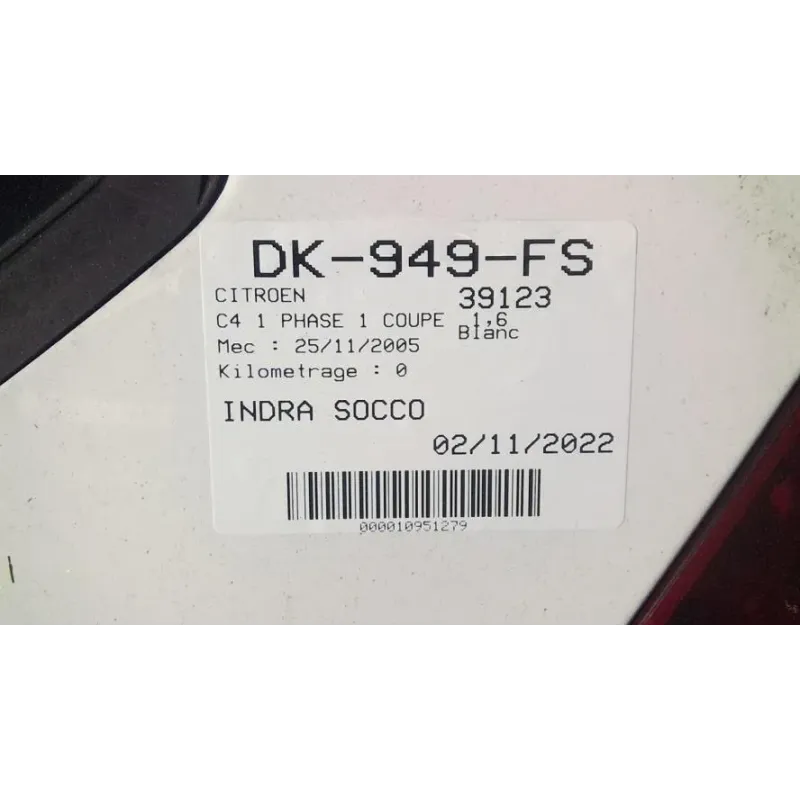 DK-949-FS
CITROEN 39123
C4 1 PHASE 1 COUPE 1,6
Blanc
Mec : 25/11/2005
Kilometrage : 0
INDRA SOCCO
02/11/2022
000010951279